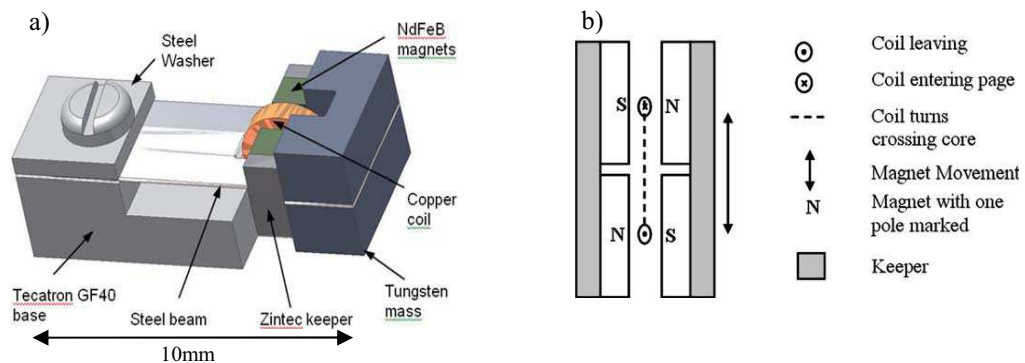 a)
Steel
Washer
NdFeB
magnets
Copper
coil
Tecatron GF40
base
Steel beam
Zintec keeper
Tungsten
mass
10mm
b)
S
N
N
S
Coil leaving
Coil entering page
Coil turns
crossing core
Magnet Movement
N
Magnet with one
pole marked
Keeper